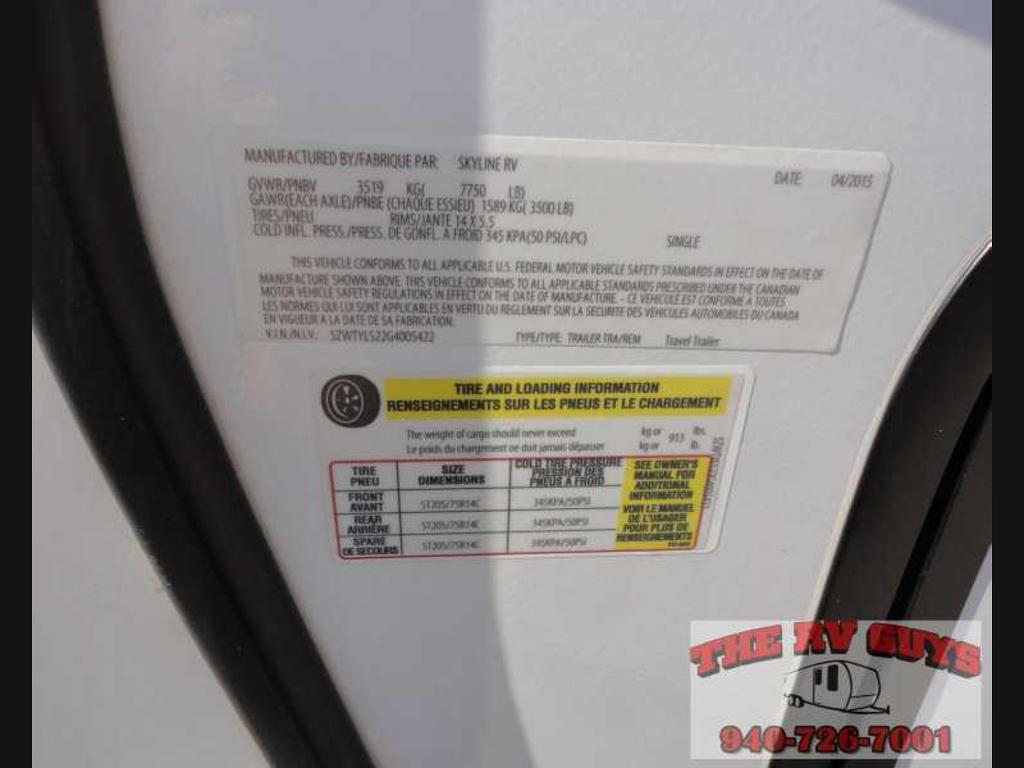 MANUFACTURED BY/FABRIQUE PAR: SKYLINE RV
DATE: 04/2015
GVWR/PNBV 3519 KG( 7750 LB)
GAWR(EACH AXLE)/PNBE (CHAQUE ESSIEU) 1589 KG( 3500 LB)
TIRES/PNEU RIMS/JANTE 14 X 5.5
COLD INFL. PRESS./PRESS. DE GONFL. A FROID 345 KPA(50 PSI/LPC) SINGLE
THIS VEHICLE CONFORMS TO ALL APPLICABLE U.S. FEDERAL MOTOR VEHICLE SAFETY STANDARDS IN EFFECT ON THE DATE OF
MANUFACTURE SHOWN ABOVE. THIS VEHICLE CONFORMS TO ALL APPLICABLE STANDARDS PRESCRIBED UNDER THE CANADIAN
MOTOR VEHICLE SAFETY REGULATIONS IN EFFECT ON THE DATE OF MANUFACTURE. - CE VEHICULE EST CONFORME A TOUTES
LES NORMES QUI LUI SONT APPLICABLES EN VERTU DU REGLEMENT SUR LA SECURITE DES VEHICULES AUTOMOBILES DU CANADA
EN VIGUEUR A LA DATE DE SA FABRICATION.
V.I.N./N.I.V.: 5ZWTYLS22G4005422 TYPE/TYPE: TRAILER TRA/REM Travel Trailer
TIRE AND LOADING INFORMATION
RENSEIGNEMENTS SUR LES PNEUS ET LE CHARGEMENT
The weight of cargo should never exceed kg or 913 lbs.
Le poids du chargement ne doit jamais dépasser kg or lb.
TIRE SIZE COLD TIRE PRESSURE
PNEU DIMENSIONS PRESSION DES
PNEUS A FROID
FRONT
AVANT ST205/75R14C 345KPA/50PSI
REAR
ARRIÈRE ST205/75R14C 345KPA/50PSI
SPARE
DE SECOURS ST205/75R14C 345KPA/50PSI
SEE OWNER'S
MANUAL FOR
ADDITIONAL
INFORMATION
VOIR LE MANUEL
DE L'USAGER
POUR PLUS DE
RENSEIGNEMENTS
THE RV GUYS
940-726-7001